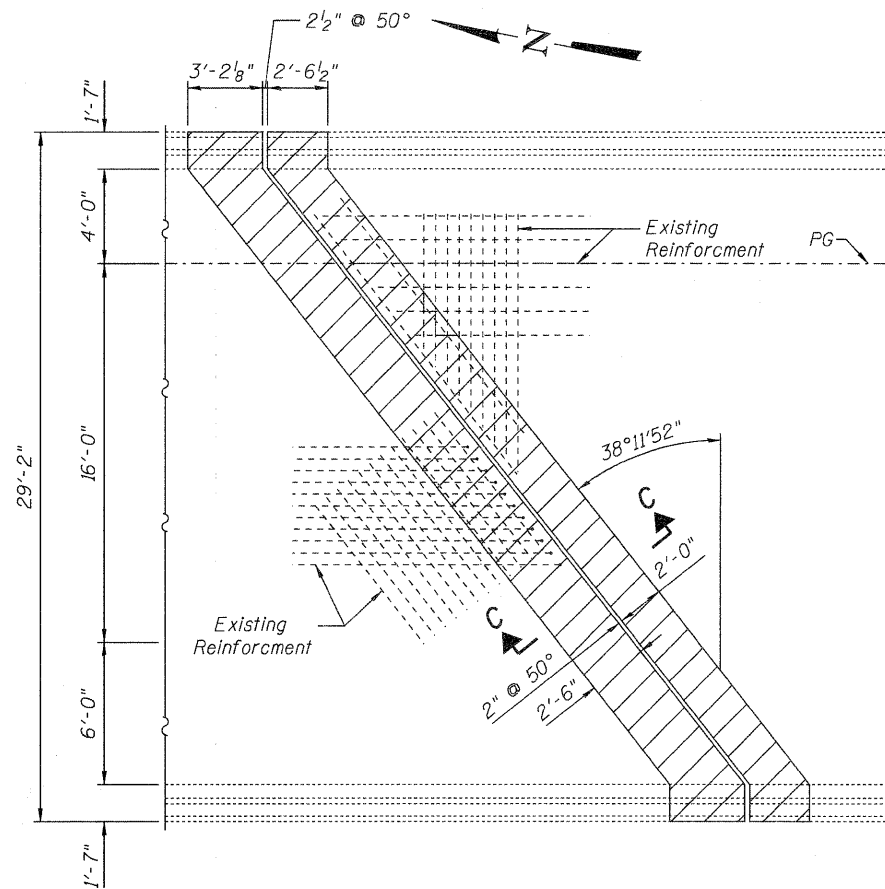 2½" @ 50°
N
3'-2⅛"
2'-6½"
1'-7"
4'-0"
Existing
Reinforcment
PG
29'-2"
16'-0"
38°11'52"
C
2'-0"
Existing
Reinforcment
C
2" @ 50°
2'-6"
6'-0"
1'-7"